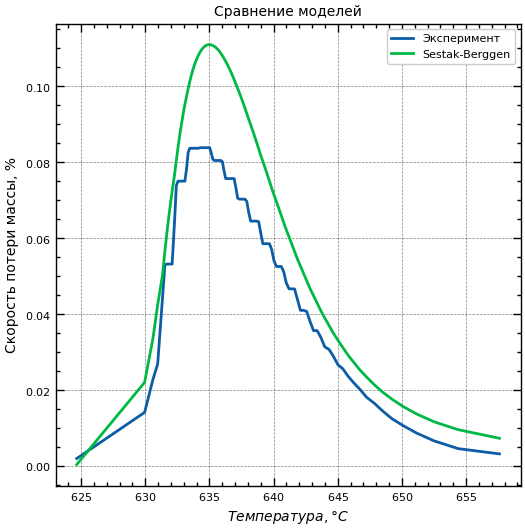 Сравнение моделей
Эксперимент
Sestak-Berggen
Скорость потери массы, %
0.10
0.08
0.06
0.04
0.02
0.00
625 630 635 640 645 650 655
Температура, °C